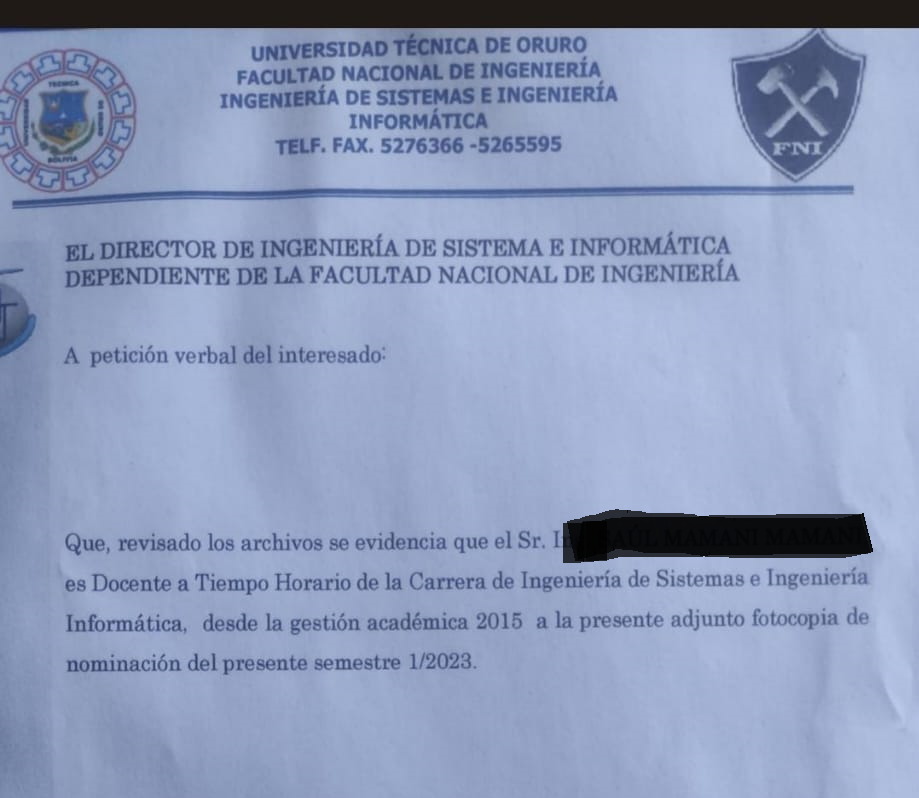 UNIVERSIDAD TÉCNICA DE ORURO
FACULTAD NACIONAL DE INGENIERÍA
INGENIERÍA DE SISTEMAS E INGENIERÍA
INFORMÁTICA
TELF. FAX. 5276366 -5265595
TECNICA
BOLIVIA
FNI
EL DIRECTOR DE INGENIERÍA DE SISTEMA E INFORMÁTICA
DEPENDIENTE DE LA FACULTAD NACIONAL DE INGENIERÍA
A petición verbal del interesado:
Que, revisado los archivos se evidencia que el Sr.
es Docente a Tiempo Horario de la Carrera de Ingeniería de Sistemas e Ingeniería
Informática, desde la gestión académica 2015 a la presente adjunto fotocopia de
nominación del presente semestre 1/2023.